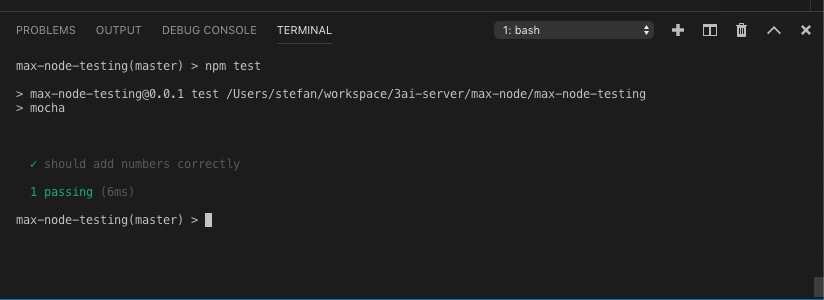 PROBLEMS OUTPUT DEBUG CONSOLE TERMINAL 1: bash
max-node-testing(master) > npm test
> max-node-testing@0.0.1 test /Users/stefan/workspace/3ai-server/max-node/max-node-testing
> mocha
✓ should add numbers correctly
1 passing (6ms)
max-node-testing(master) >